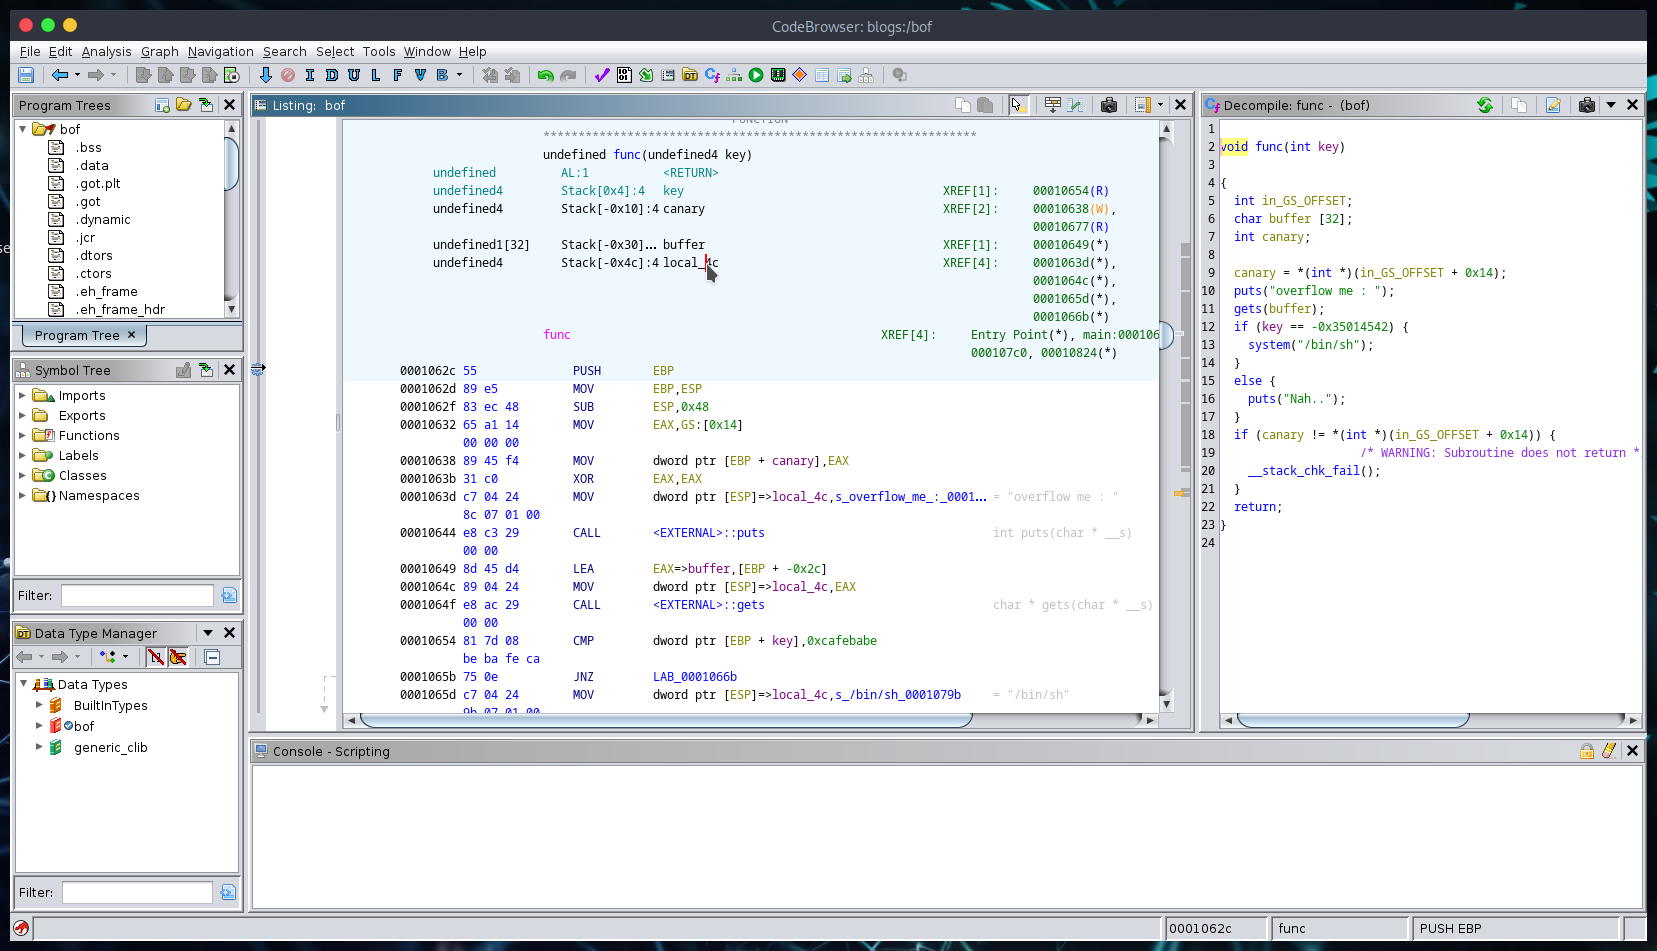 CodeBrowser: blogs:/bof
File Edit Analysis Graph Navigation Search Select Tools Window Help
I D U L F V B
Program Trees
bof
.bss
.data
.got.plt
.got
.dynamic
.jcr
.dtors
.ctors
.eh_frame
.eh_frame_hdr
Program Tree
Symbol Tree
Imports
Exports
Functions
Labels
Classes
Namespaces
Filter:
Data Type Manager
Data Types
BuiltInTypes
bof
generic_clib
Filter:
Listing: bof
FUNCTION
**************************************************************
undefined func(undefined4 key)
undefined AL:1 <RETURN>
undefined4 Stack[0x4]:4 key XREF[1]: 00010654(R)
undefined4 Stack[-0x10]:4 canary XREF[2]: 00010638(W),
00010677(R)
undefined1[32] Stack[-0x30]... buffer XREF[1]: 00010649(*)
undefined4 Stack[-0x4c]:4 local_4c XREF[4]: 0001063d(*),
0001064c(*),
0001065d(*),
0001066b(*)
func XREF[4]: Entry Point(*), main:000106
000107c0, 00010824(*)
0001062c 55 PUSH EBP
0001062d 89 e5 MOV EBP,ESP
0001062f 83 ec 48 SUB ESP,0x48
00010632 65 a1 14 MOV EAX,GS:[0x14]
00 00 00
00010638 89 45 f4 MOV dword ptr [EBP + canary],EAX
0001063b 31 c0 XOR EAX,EAX
0001063d c7 04 24 MOV dword ptr [ESP]=>local_4c,s_overflow_me_:_0001... = "overflow me : "
8c 07 01 00
00010644 e8 c3 29 CALL <EXTERNAL>::puts int puts(char * __s)
00 00
00010649 8d 45 d4 LEA EAX=>buffer,[EBP + -0x2c]
0001064c 89 04 24 MOV dword ptr [ESP]=>local_4c,EAX
0001064f e8 ac 29 CALL <EXTERNAL>::gets char * gets(char * __s)
00 00
00010654 81 7d 08 CMP dword ptr [EBP + key],0xcafebabe
be ba fe ca
0001065b 75 0e JNZ LAB_0001066b
0001065d c7 04 24 MOV dword ptr [ESP]=>local_4c,s_/bin/sh_0001079b = "/bin/sh"
9b 07 01 00
Decompile: func - (bof)
1
2 void func(int key)
3
4 {
5 int in_GS_OFFSET;
6 char buffer [32];
7 int canary;
8
9 canary = *(int *)(in_GS_OFFSET + 0x14);
10 puts("overflow me : ");
11 gets(buffer);
12 if (key == -0x35014542) {
13 system("/bin/sh");
14 }
15 else {
16 puts("Nah..");
17 }
18 if (canary != *(int *)(in_GS_OFFSET + 0x14)) {
19 /* WARNING: Subroutine does not return *
20 __stack_chk_fail();
21 }
22 return;
23 }
24
Console - Scripting
0001062c func PUSH EBP